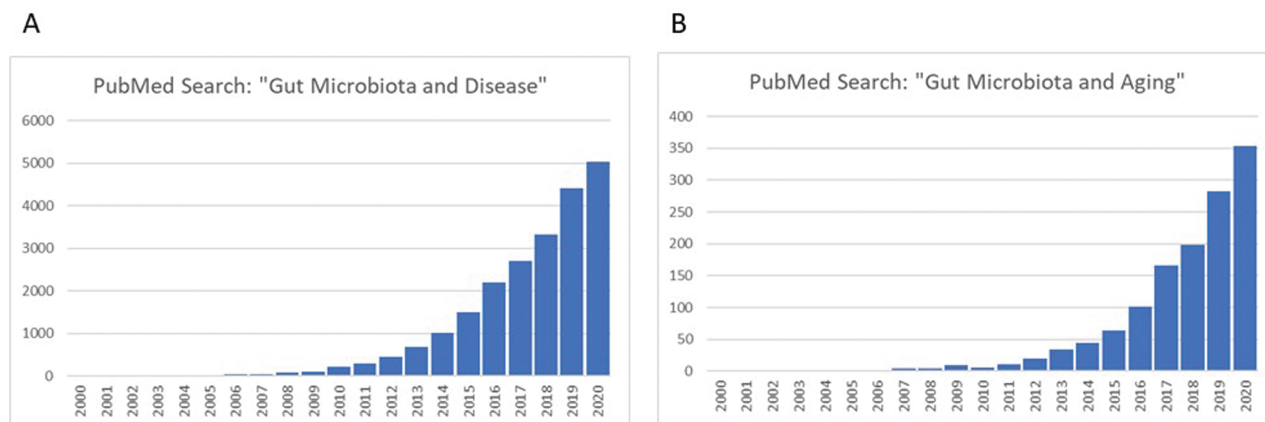 A
PubMed Search: "Gut Microbiota and Disease"
6000
5000
4000
3000
2000
1000
0
2000 2001 2002 2003 2004 2005 2006 2007 2008 2009 2010 2011 2012 2013 2014 2015 2016 2017 2018 2019 2020
B
PubMed Search: "Gut Microbiota and Aging"
400
350
300
250
200
150
100
50
0
2000 2001 2002 2003 2004 2005 2006 2007 2008 2009 2010 2011 2012 2013 2014 2015 2016 2017 2018 2019 2020